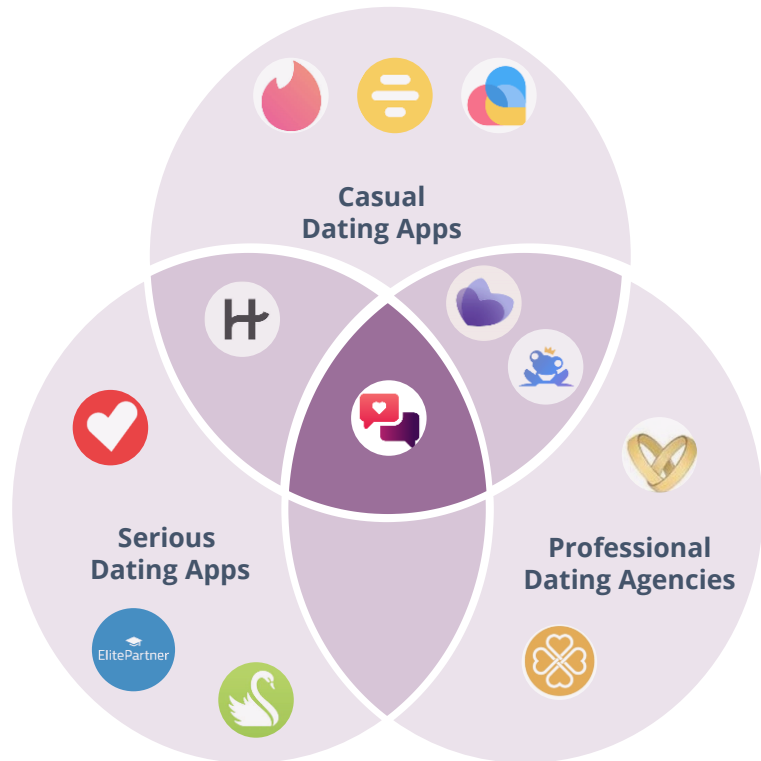 Casual
Dating Apps
H
Serious
Dating Apps
Professional
Dating Agencies
ElitePartner